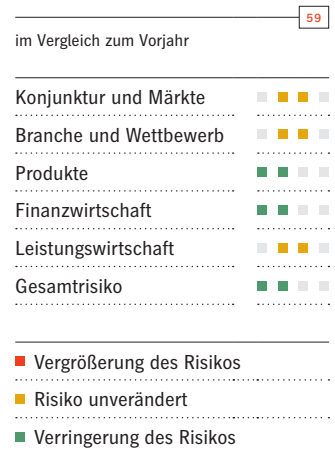 59
im Vergleich zum Vorjahr
Konjunktur und Märkte
Branche und Wettbewerb
Produkte
Finanzwirtschaft
Leistungswirtschaft
Gesamtrisiko
Vergrößerung des Risikos
Risiko unverändert
Verringerung des Risikos